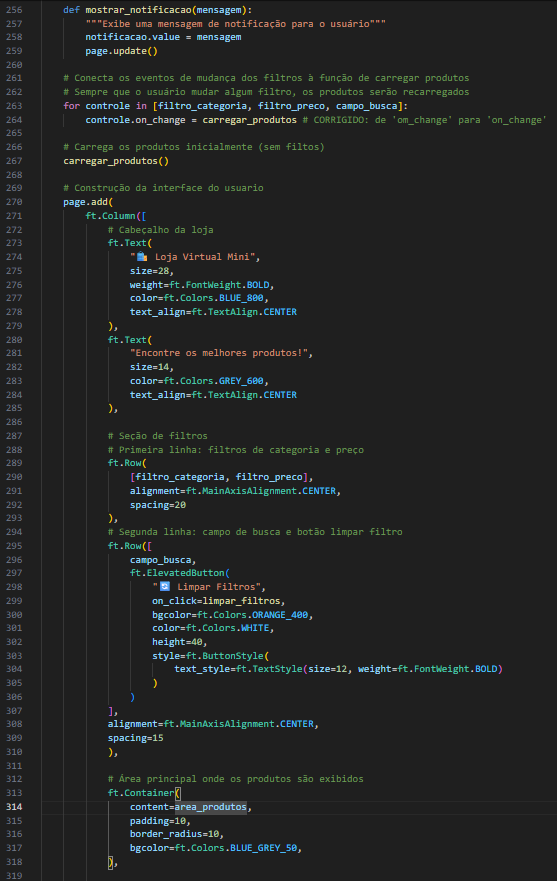 256 def mostrar_notificacao(mensagem):
257 """Exibe uma mensagem de notificação para o usuário"""
258 notificacao.value = mensagem
259 page.update()
260
261 # Conecta os eventos de mudança dos filtros à função de carregar produtos
262 # Sempre que o usuário mudar algum filtro, os produtos serão recarregados
263 for controle in [filtro_categoria, filtro_preco, campo_busca]:
264 controle.on_change = carregar_produtos # CORRIGIDO: de 'om_change' para 'on_change'
265
266 # Carrega os produtos inicialmente (sem filtos)
267 carregar_produtos()
268
269 # Construção da interface do usuario
270 page.add(
271 ft.Column([
272 # Cabeçalho da loja
273 ft.Text(
274 "🛍️ Loja Virtual Mini",
275 size=28,
276 weight=ft.FontWeight.BOLD,
277 color=ft.Colors.BLUE_800,
278 text_align=ft.TextAlign.CENTER
279 ),
280 ft.Text(
281 "Encontre os melhores produtos!",
282 size=14,
283 color=ft.Colors.GREY_600,
284 text_align=ft.TextAlign.CENTER
285 ),
286
287 # Seção de filtros
288 # Primeira linha: filtros de categoria e preço
289 ft.Row(
290 [filtro_categoria, filtro_preco],
291 alignment=ft.MainAxisAlignment.CENTER,
292 spacing=20
293 ),
294 # Segunda linha: campo de busca e botão limpar filtro
295 ft.Row([
296 campo_busca,
297 ft.ElevatedButton(
298 "🔄 Limpar Filtros",
299 on_click=limpar_filtros,
300 bgcolor=ft.Colors.ORANGE_400,
301 color=ft.Colors.WHITE,
302 height=40,
303 style=ft.ButtonStyle(
304 text_style=ft.TextStyle(size=12, weight=ft.FontWeight.BOLD)
305 )
306 )
307 ],
308 alignment=ft.MainAxisAlignment.CENTER,
309 spacing=15
310 ),
311
312 # Área principal onde os produtos são exibidos
313 ft.Container(
314 content=area_produtos,
315 padding=10,
316 border_radius=10,
317 bgcolor=ft.Colors.BLUE_GREY_50,
318 ),
319